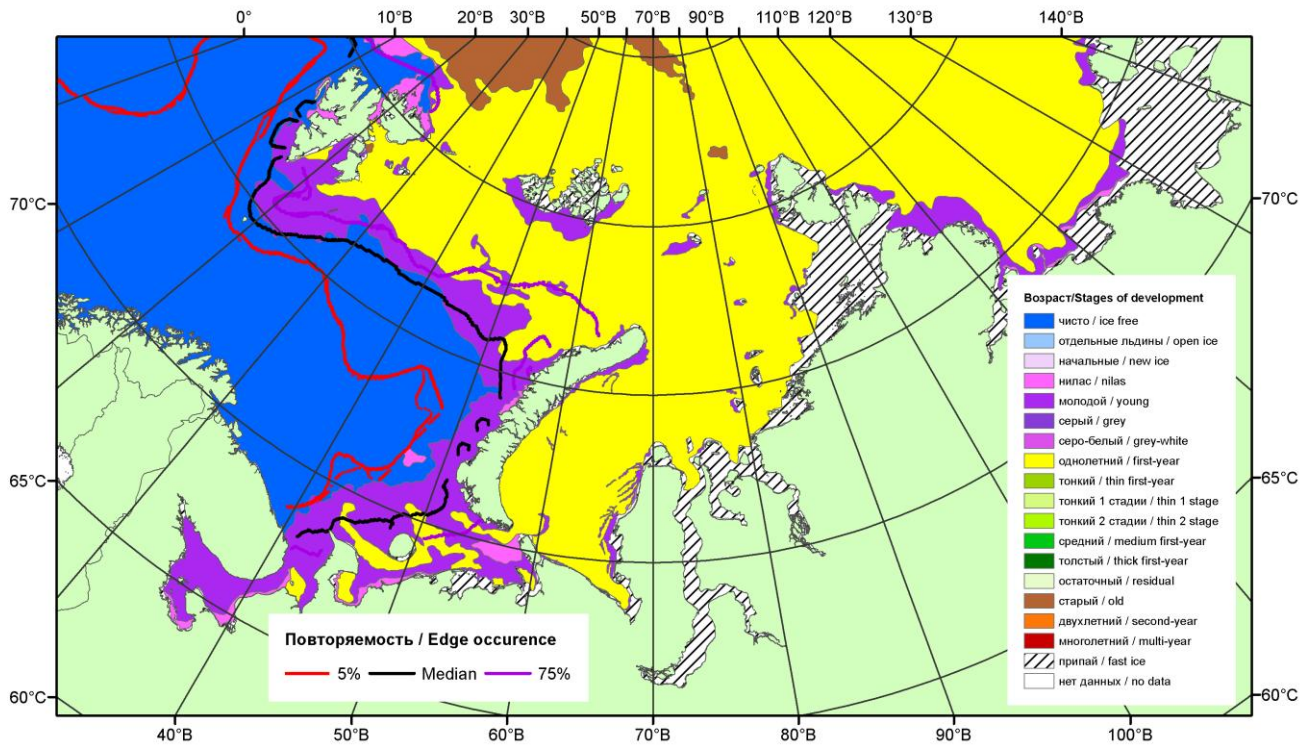 0° 10°B 20°B 30°B 50°B 70°B 90°B 110°B 120°B 130°B 140°B
70°C 70°C
Возраст/Stages of development
чисто / ice free
отдельные льдины / open ice
начальные / new ice
нилас / nilas
молодой / young
серый / grey
серо-белый / grey-white
однолетний / first-year
тонкий / thin first-year
тонкий 1 стадии / thin 1 stage
тонкий 2 стадии / thin 2 stage
средний / medium first-year
толстый / thick first-year
остаточный / residual
старый / old
двухлетний / second-year
многолетний / multi-year
припай / fast ice
нет данных / no data
65°C 65°C
Повторяемость / Edge occurence
5% Median 75%
60°C 60°C
40°B 50°B 60°B 70°B 80°B 90°B 100°B